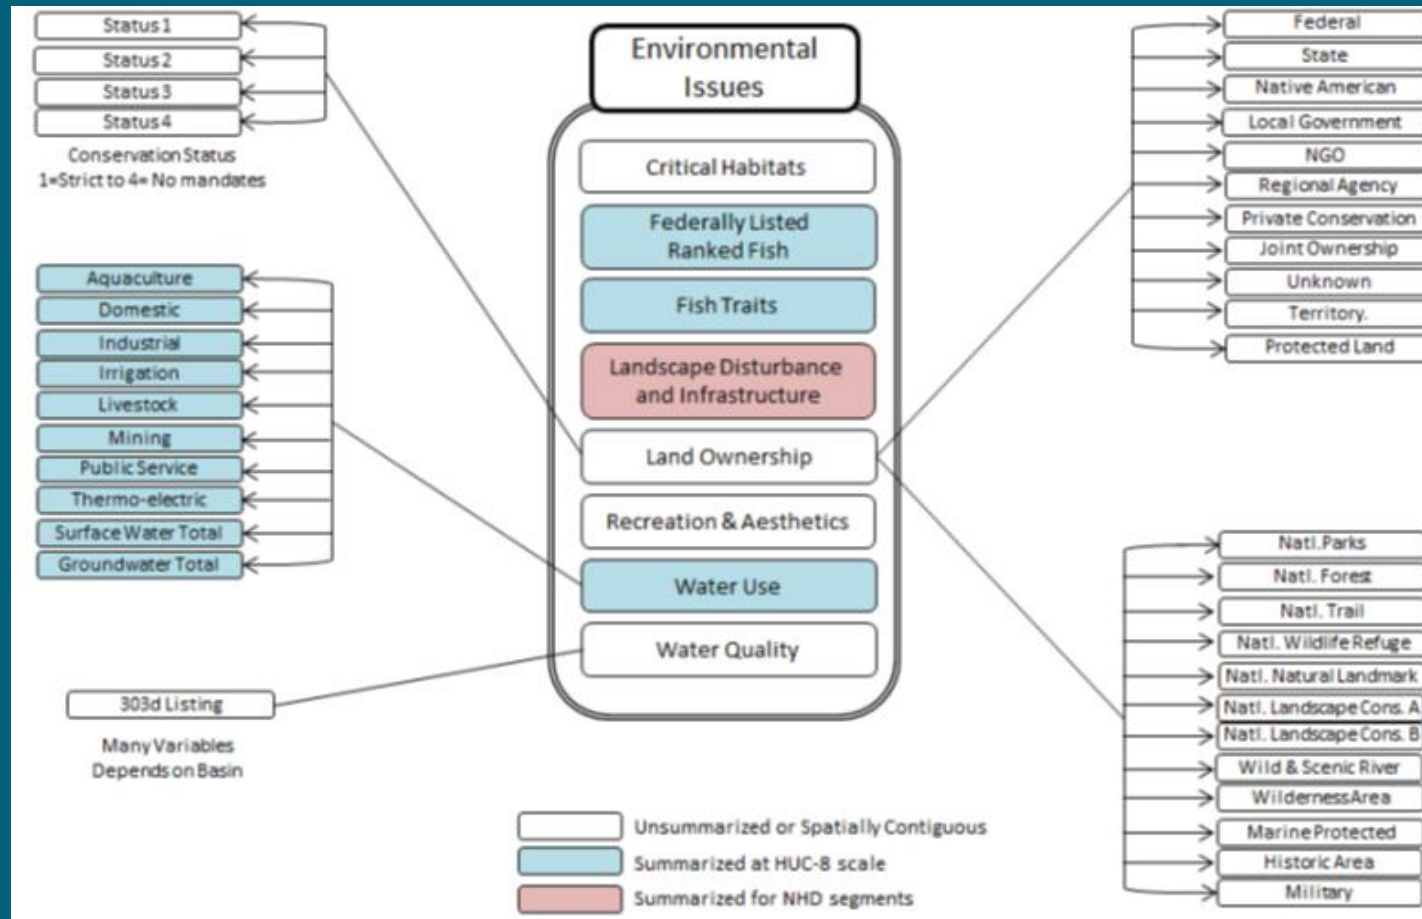 Status 1
Status 2
Status 3
Status 4
Conservation Status
1=Strict to 4= No mandates
Aquaculture
Domestic
Industrial
Irrigation
Livestock
Mining
Public Service
Thermo-electric
Surface Water Total
Groundwater Total
303d Listing
Many Variables
Depends on Basin
Environmental
Issues
Critical Habitats
Federally Listed
Ranked Fish
Fish Traits
Landscape Disturbance
and Infrastructure
Land Ownership
Recreation & Aesthetics
Water Use
Water Quality
Unsummarized or Spatially Contiguous
Summarized at HUC-8 scale
Summarized for NHD segments
Federal
State
Native American
Local Government
NGO
Regional Agency
Private Conservation
Joint Ownership
Unknown
Territory.
Protected Land
Natl.Parks
Natl. Forest
Natl. Trail
Natl. Wildlife Refuge
Natl. Natural Landmark
Natl. Landscape Cons. A
Natl. Landscape Cons. B
Wild & Scenic River
Wilderness Area
Marine Protected
Historic Area
Military